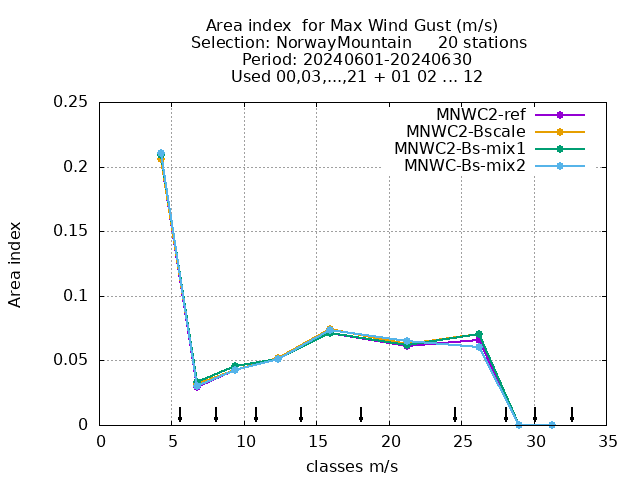 Area index  for Max Wind Gust (m/s)
Selection: NorwayMountain     20 stations
Period: 20240601-20240630
Used 00,03,...,21 + 01 02 ... 12
MNWC2-ref
MNWC2-Bscale
MNWC2-Bs-mix1
MNWC-Bs-mix2
Area index
0.25
0.2
0.15
0.1
0.05
0
0 5 10 15 20 25 30 35
classes m/s